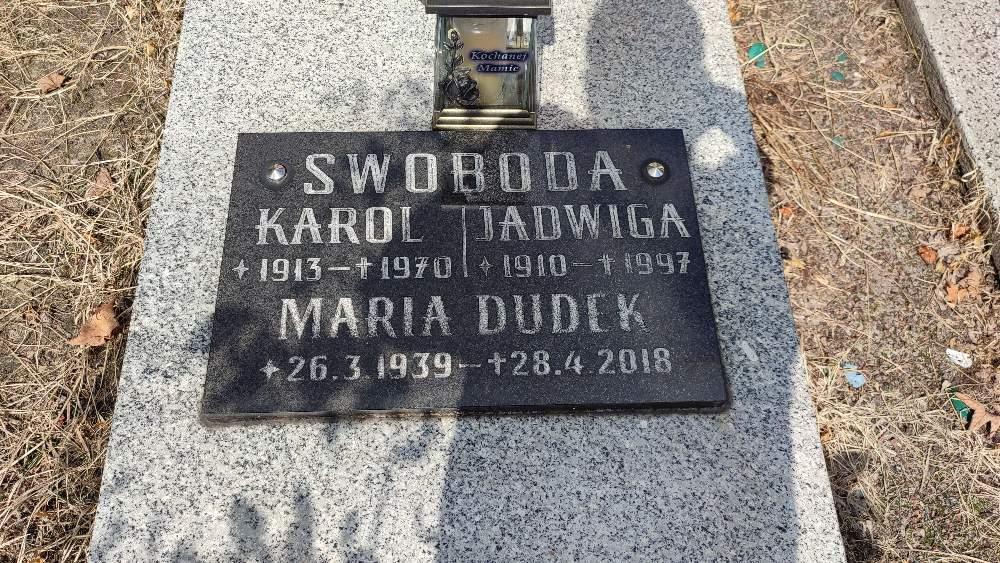 Kochanej
Mamie
SWOBODA
KAROL JADWIGA
1913 – †1970 1910 – †1997
MARIA DUDEK
26.3.1939 – †28.4.2018